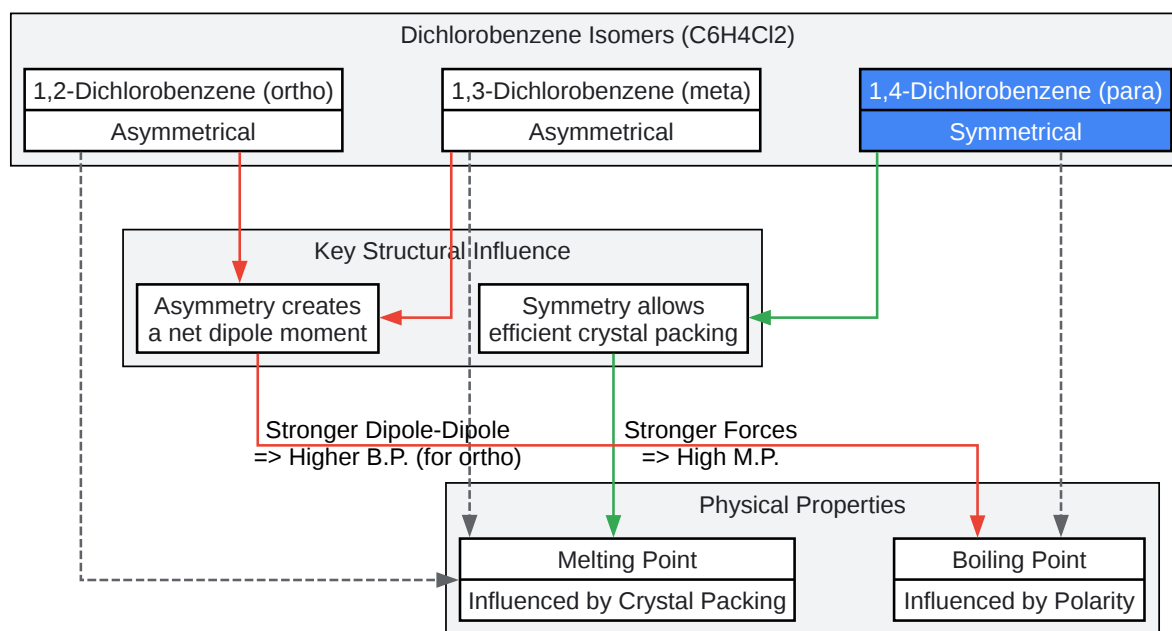 Dichlorobenzene Isomers (C6H4Cl2)
1,2-Dichlorobenzene (ortho)
Asymmetrical
1,3-Dichlorobenzene (meta)
Asymmetrical
1,4-Dichlorobenzene (para)
Symmetrical
Key Structural Influence
Asymmetry creates
a net dipole moment
Symmetry allows
efficient crystal packing
Stronger Dipole-Dipole
=> Higher B.P. (for ortho)
Stronger Forces
=> High M.P.
Physical Properties
Melting Point
Influenced by Crystal Packing
Boiling Point
Influenced by Polarity